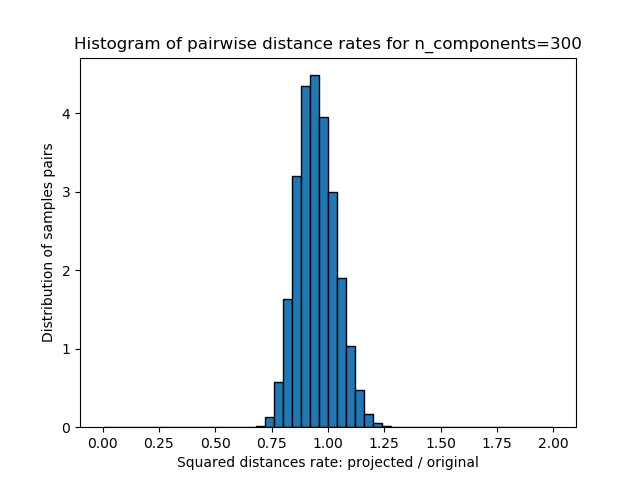 Histogram of pairwise distance rates for n_components=300
Distribution of samples pairs
4
3
2
1
0
0.00 0.25 0.50 0.75 1.00 1.25 1.50 1.75 2.00
Squared distances rate: projected / original